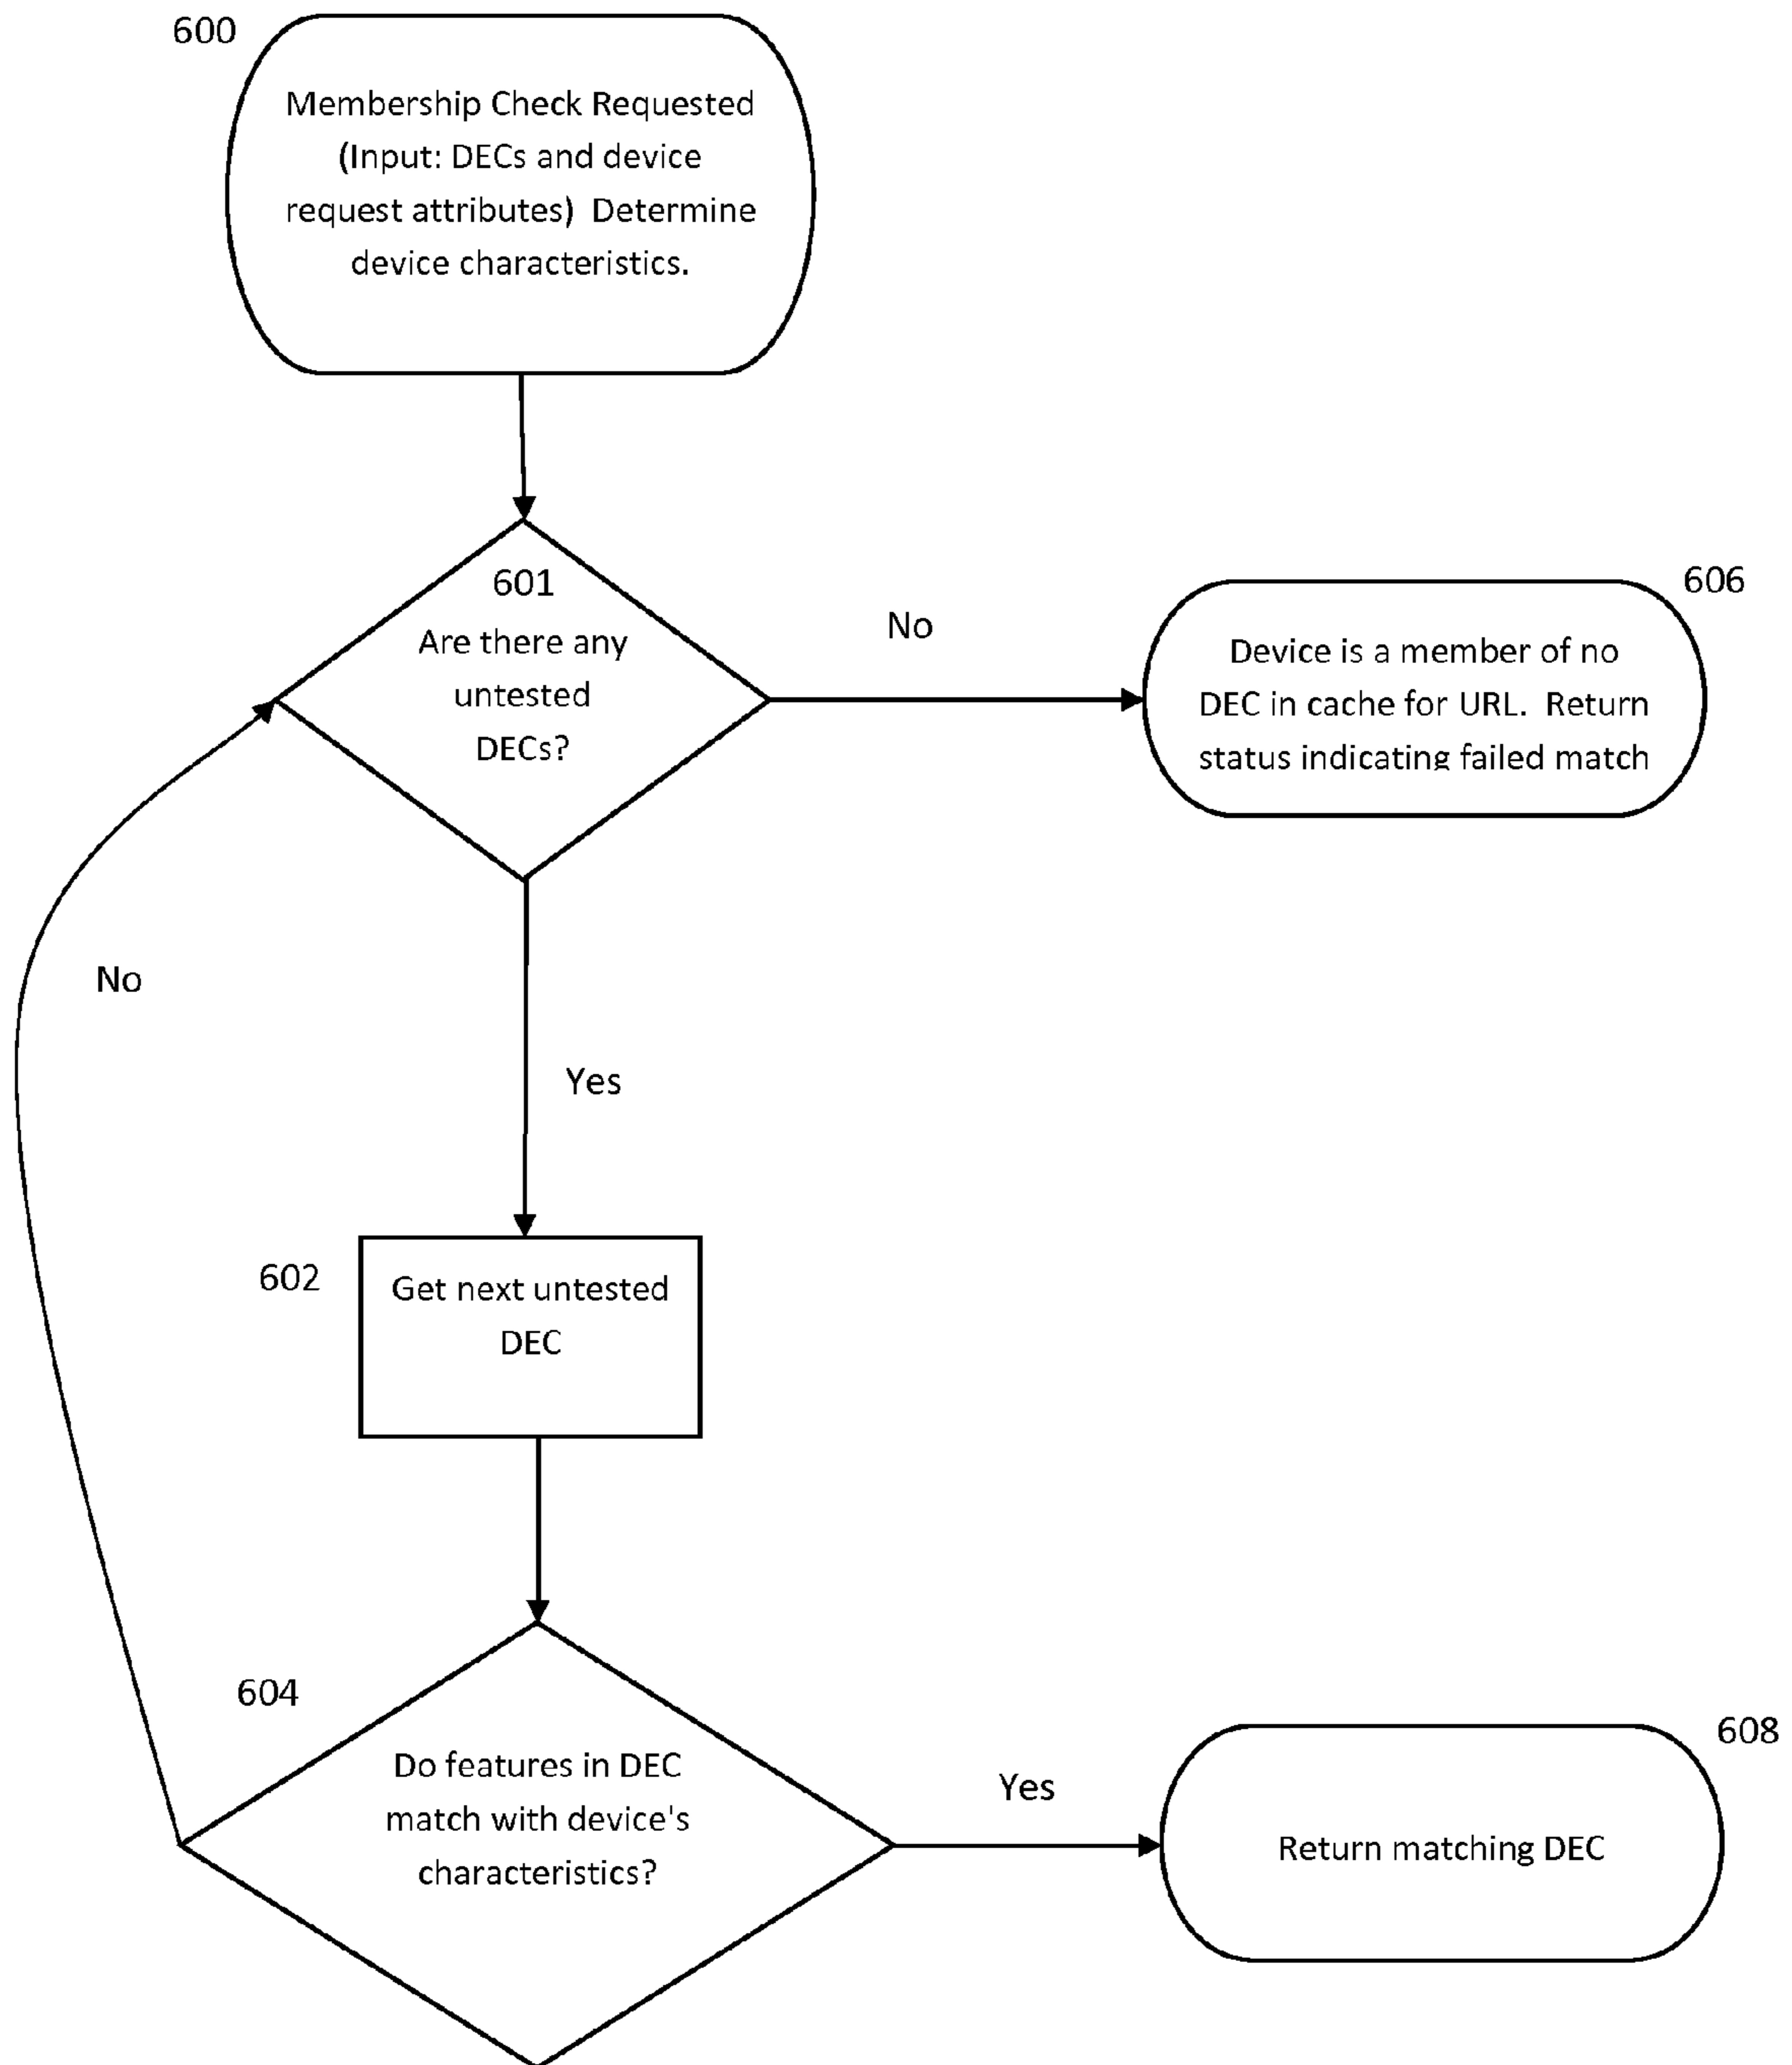 600
Membership Check Requested
(Input: DECs and device
request attributes)  Determine
device characteristics.
601
Are there any
untested
DECs?
No
606
Device is a member of no
DEC in cache for URL.  Return
status indicating failed match
No
Yes
602
Get next untested
DEC
604
Do features in DEC
match with device's
characteristics?
Yes
608
Return matching DEC